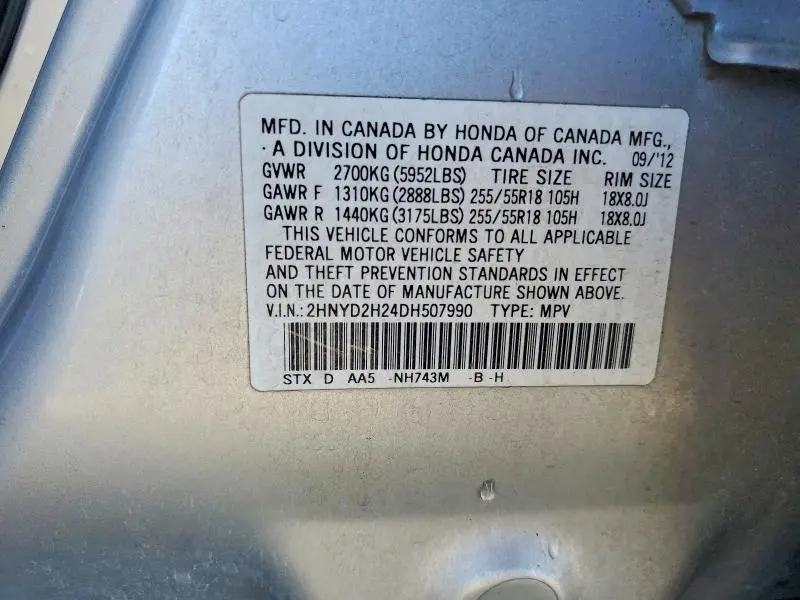 MFD. IN CANADA BY HONDA OF CANADA MFG.,
· A DIVISION OF HONDA CANADA INC. 09/'12
GVWR 2700KG (5952LBS) TIRE SIZE RIM SIZE
GAWR F 1310KG (2888LBS) 255/55R18 105H 18X8.0J
GAWR R 1440KG (3175LBS) 255/55R18 105H 18X8.0J
THIS VEHICLE CONFORMS TO ALL APPLICABLE
FEDERAL MOTOR VEHICLE SAFETY
AND THEFT PREVENTION STANDARDS IN EFFECT
ON THE DATE OF MANUFACTURE SHOWN ABOVE.
V.I.N.: 2HNYD2H24DH507990 TYPE: MPV
STX D AA5 -NH743M -B -H